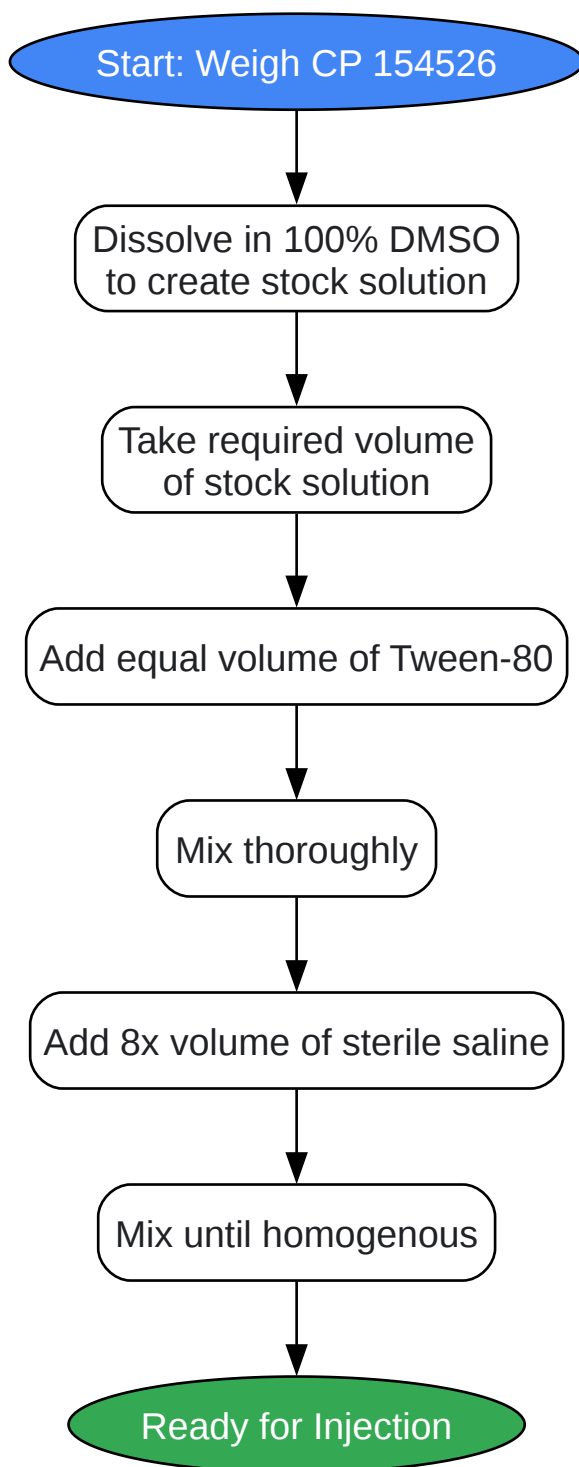 Start: Weigh CP 154526
Dissolve in 100% DMSO
to create stock solution
Take required volume
of stock solution
Add equal volume of Tween-80
Mix thoroughly
Add 8x volume of sterile saline
Mix until homogenous
Ready for Injection